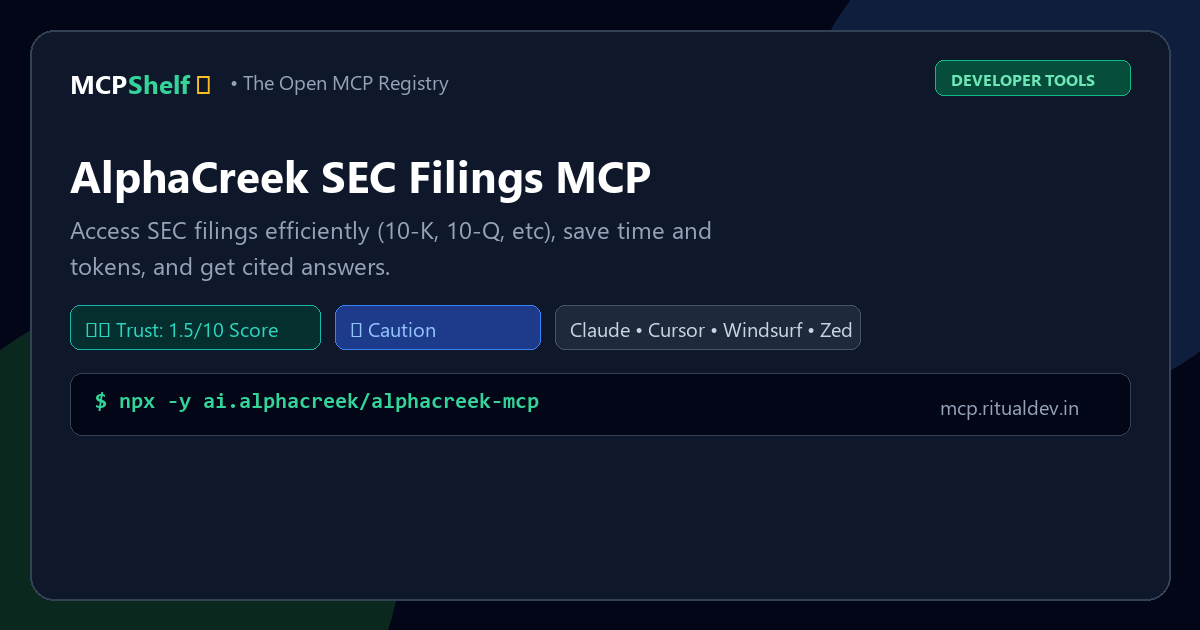 MCPShelf • The Open MCP Registry
DEVELOPER TOOLS
AlphaCreek SEC Filings MCP
Access SEC filings efficiently (10-K, 10-Q, etc), save time and
tokens, and get cited answers.
Trust: 1.5/10 Score
Caution
Claude • Cursor • Windsurf • Zed
$ npx -y ai.alphacreek/alphacreek-mcp
mcp.ritualdev.in